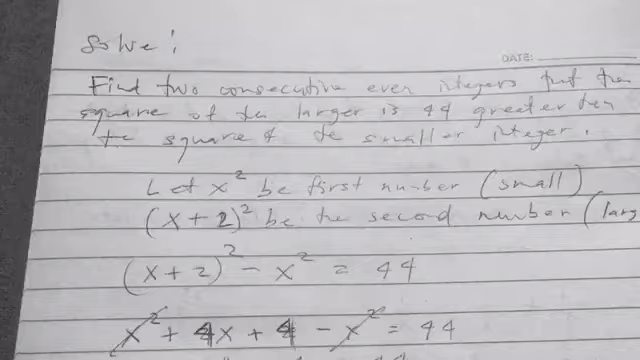 Solve:
DATE:
Find two consecutive even integers that the
square of the larger is 44 greater than
the square of the smaller integer.
Let x² be first number (small)
(x + 2)² be the second number (larg
(x + 2)² - x² = 44
x² + 4x + 4 - x² = 44